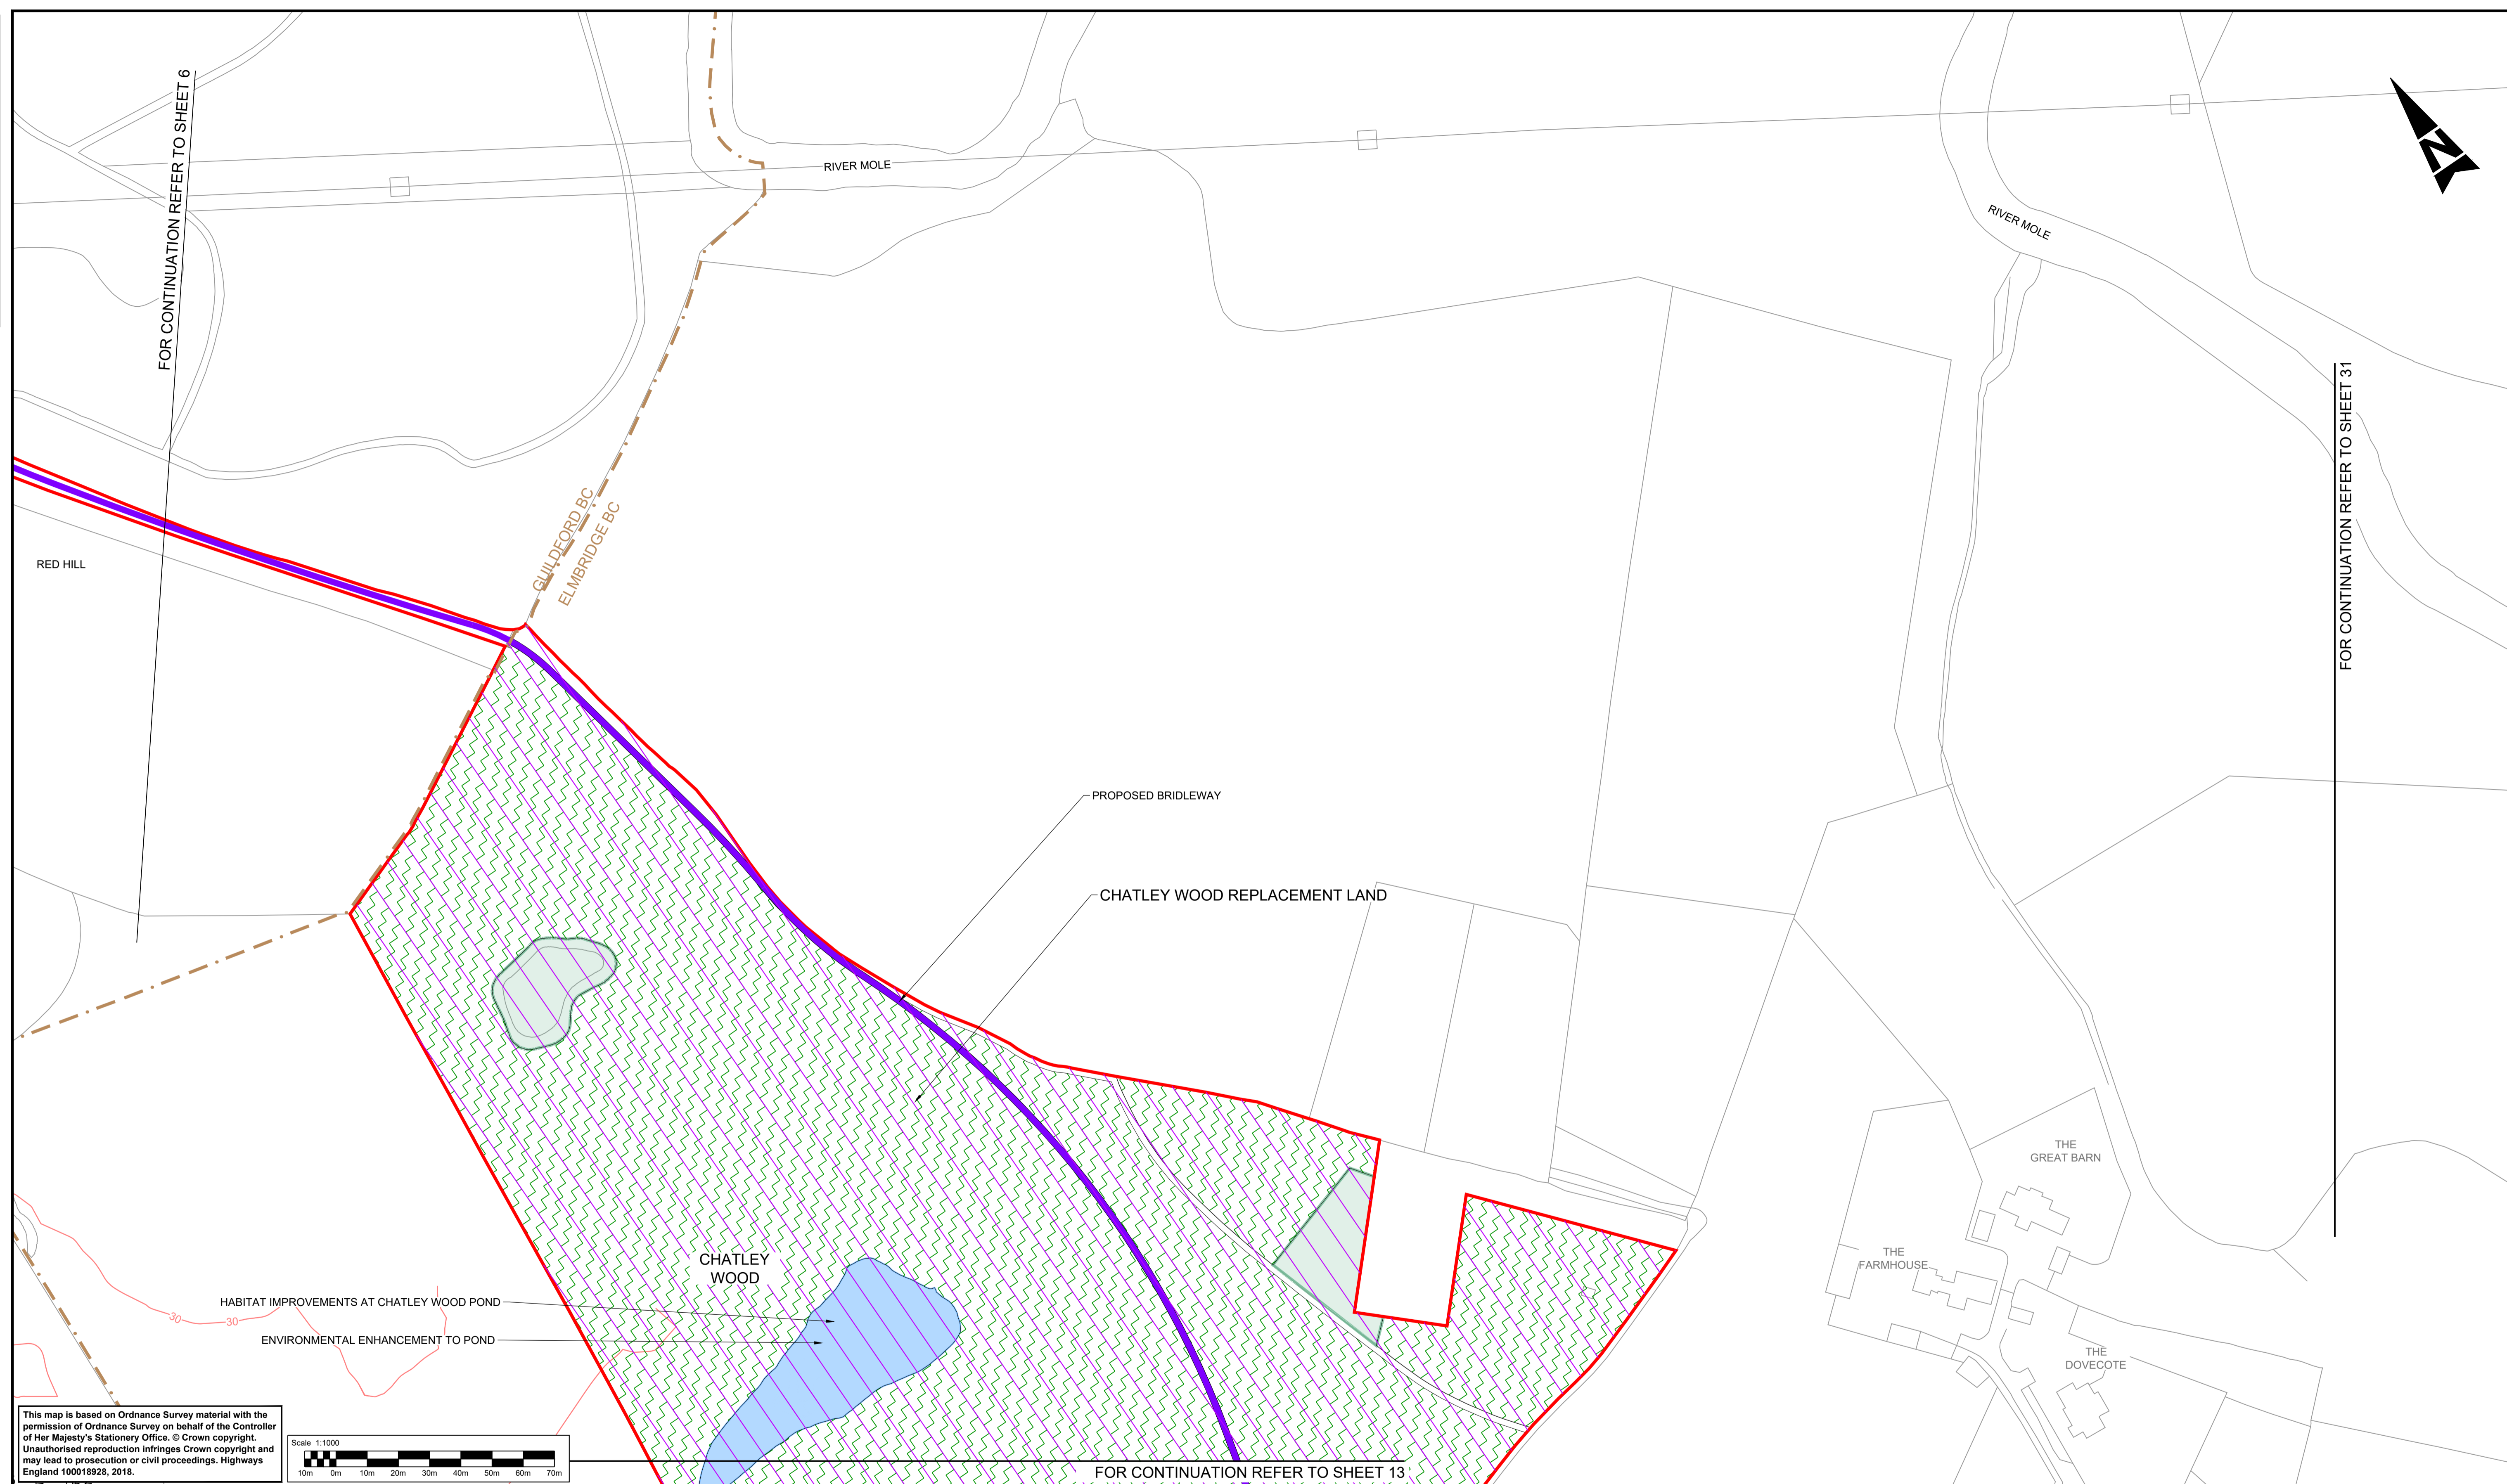 FOR CONTINUATION REFER TO SHEET 6
RIVER MOLE
RIVER MOLE
N
FOR CONTINUATION REFER TO SHEET 31
RED HILL
GUILDFORD BC
ELMBRIDGE BC
PROPOSED BRIDLEWAY
CHATLEY WOOD REPLACEMENT LAND
THE
GREAT BARN
THE
FARMHOUSE
THE
DOVECOTE
CHATLEY
WOOD
HABITAT IMPROVEMENTS AT CHATLEY WOOD POND
30
30
ENVIRONMENTAL ENHANCEMENT TO POND
This map is based on Ordnance Survey material with the
permission of Ordnance Survey on behalf of the Controller
of Her Majesty's Stationery Office. © Crown copyright.
Unauthorised reproduction infringes Crown copyright and
may lead to prosecution or civil proceedings. Highways
England 100018928, 2018.
Scale 1:1000
10m 0m 10m 20m 30m 40m 50m 60m 70m
FOR CONTINUATION REFER TO SHEET 13